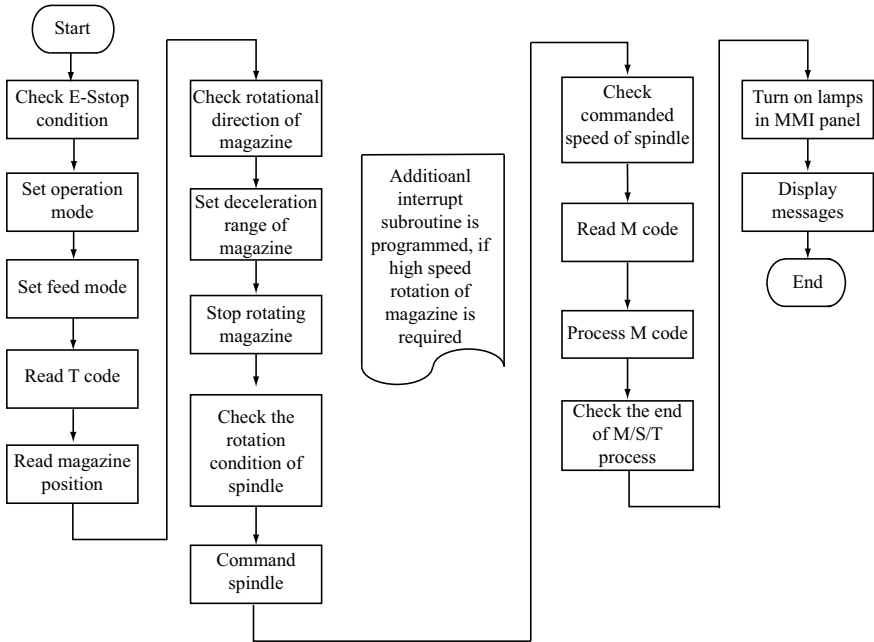 Start
Check E-Sstop
condition
Set operation
mode
Set feed mode
Read T code
Read magazine
position
Check rotational
direction of
magazine
Set deceleration
range of
magazine
Stop rotating
magazine
Check the
rotation
condition of
spindle
Command
spindle
Additioanl
interrupt
subroutine is
programmed, if
high speed
rotation of
magazine is
required
Check
commanded
speed of spindle
Read M code
Process M code
Check the end
of M/S/T
process
Turn on lamps
in MMI panel
Display
messages
End